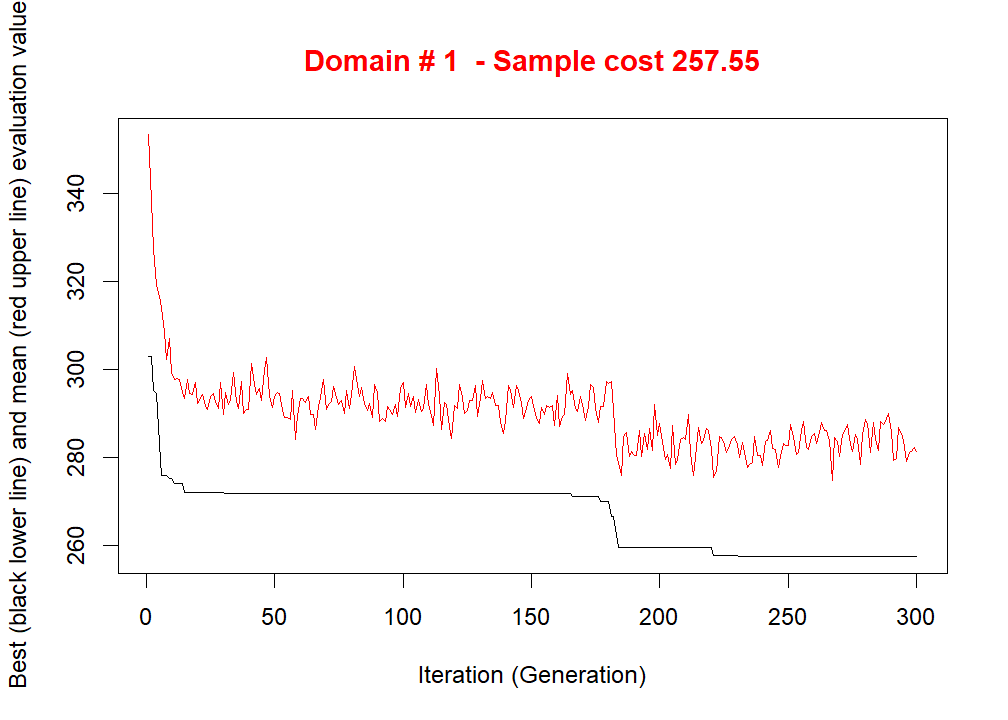 Domain # 1  - Sample cost 257.55
Best (black lower line) and mean (red upper line) evaluation value
340
320
300
280
260
0 50 100 150 200 250 300
Iteration (Generation)